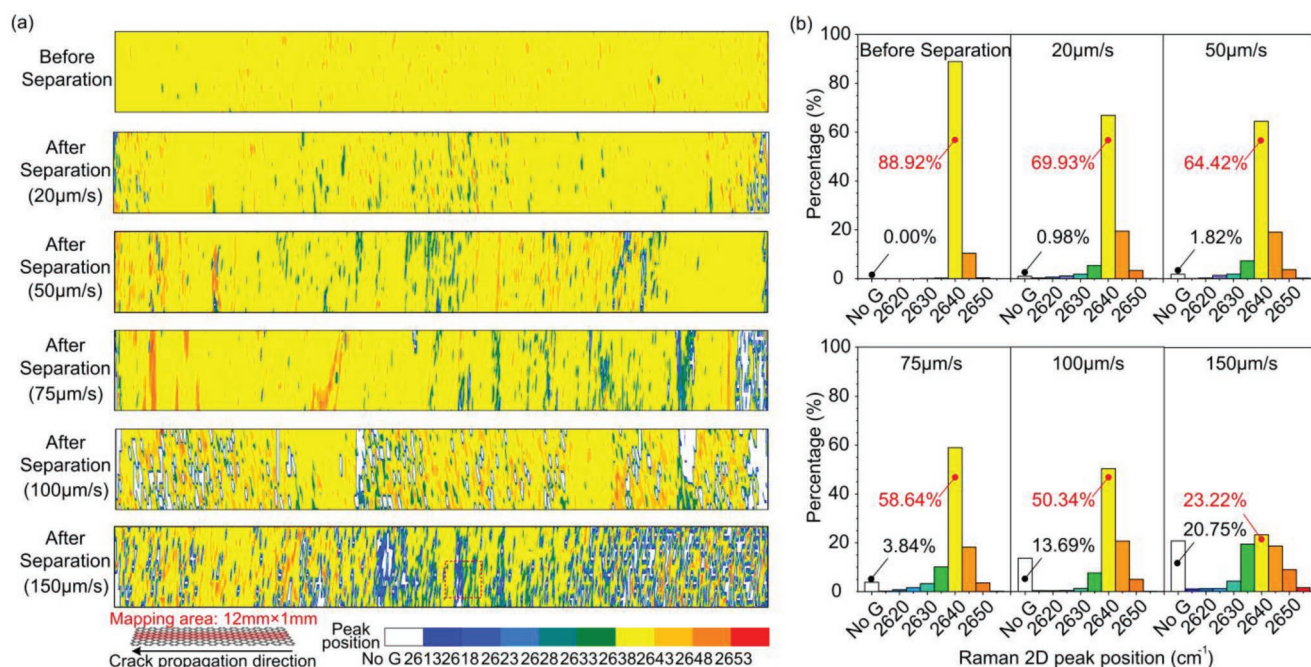 (a)
Before
Separation
After
Separation
(20μm/s)
After
Separation
(50μm/s)
After
Separation
(75μm/s)
After
Separation
(100μm/s)
After
Separation
(150μm/s)
Mapping area: 12mm×1mm
Crack propagation direction
Peak
position
No G 2613 2618 2623 2628 2633 2638 2643 2648 2653
(b)
Before Separation 20μm/s 50μm/s
Percentage (%)
100
80
60
40
20
0
88.92% 69.93% 64.42%
0.00% 0.98% 1.82%
No G 2620 2630 2640 2650 No G 2620 2630 2640 2650 No G 2620 2630 2640 2650
75μm/s 100μm/s 150μm/s
Percentage (%)
100
80
60
40
20
0
58.64% 50.34% 23.22%
3.84% 13.69% 20.75%
No G 2620 2630 2640 2650 No G 2620 2630 2640 2650 No G 2620 2630 2640 2650
Raman 2D peak position (cm⁻¹)